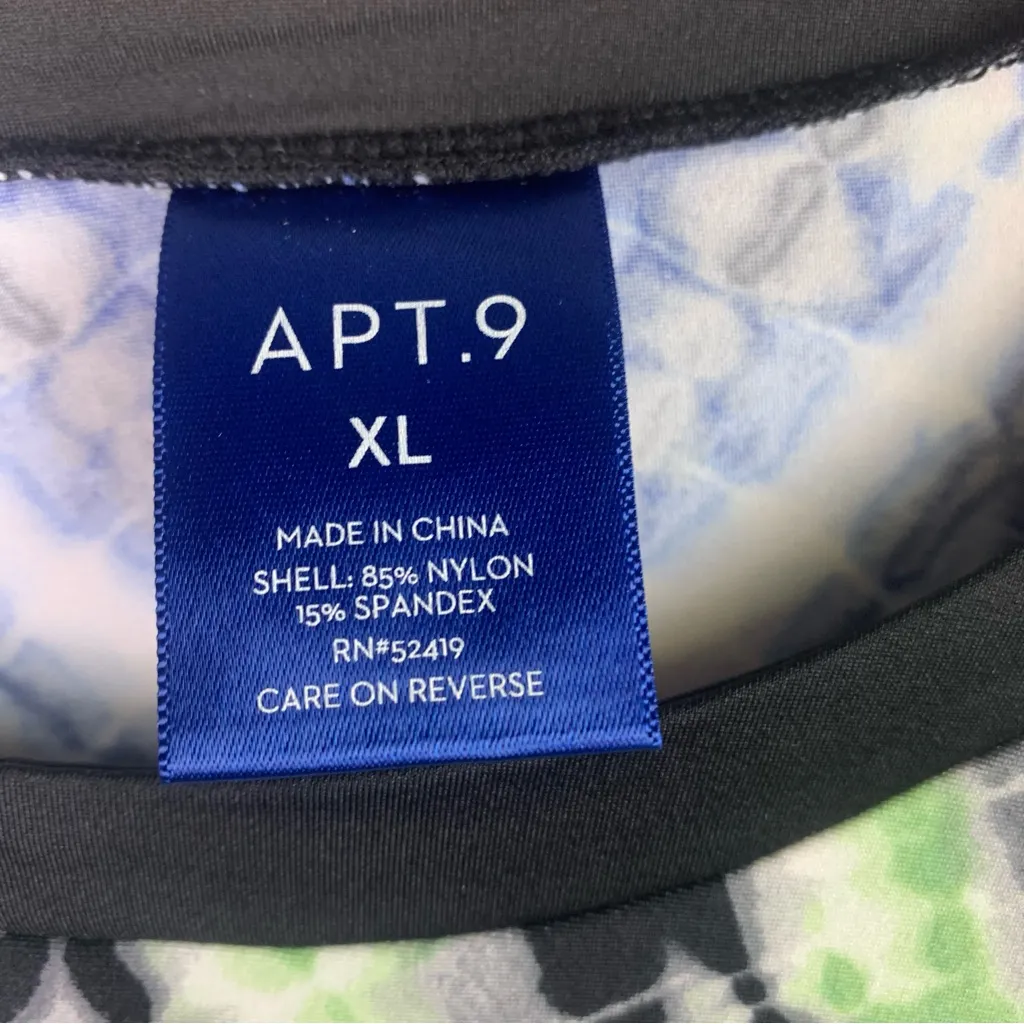 APT.9
XL
MADE IN CHINA
SHELL: 85% NYLON
15% SPANDEX
RN#52419
CARE ON REVERSE